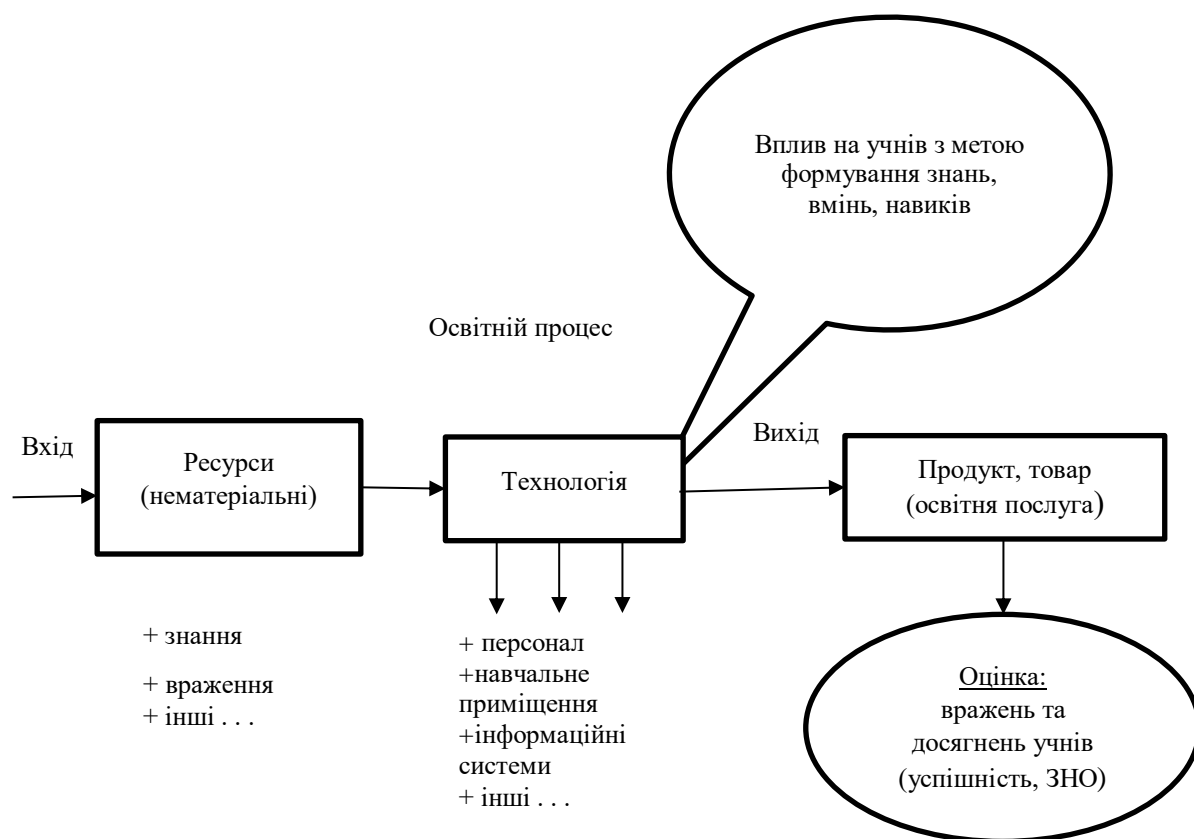 Вплив на учнів з метою
формування знань,
вмінь, навиків
Освітній процес
Вхід
Ресурси
(нематеріальні)
Технологія
Вихід
Продукт, товар
(освітня послуга)
+ знання
+ враження
+ інші . . .
+ персонал
+навчальне
приміщення
+інформаційні
системи
+ інші . . .
Оцінка:
вражень та
досягнень учнів
(успішність, ЗНО)